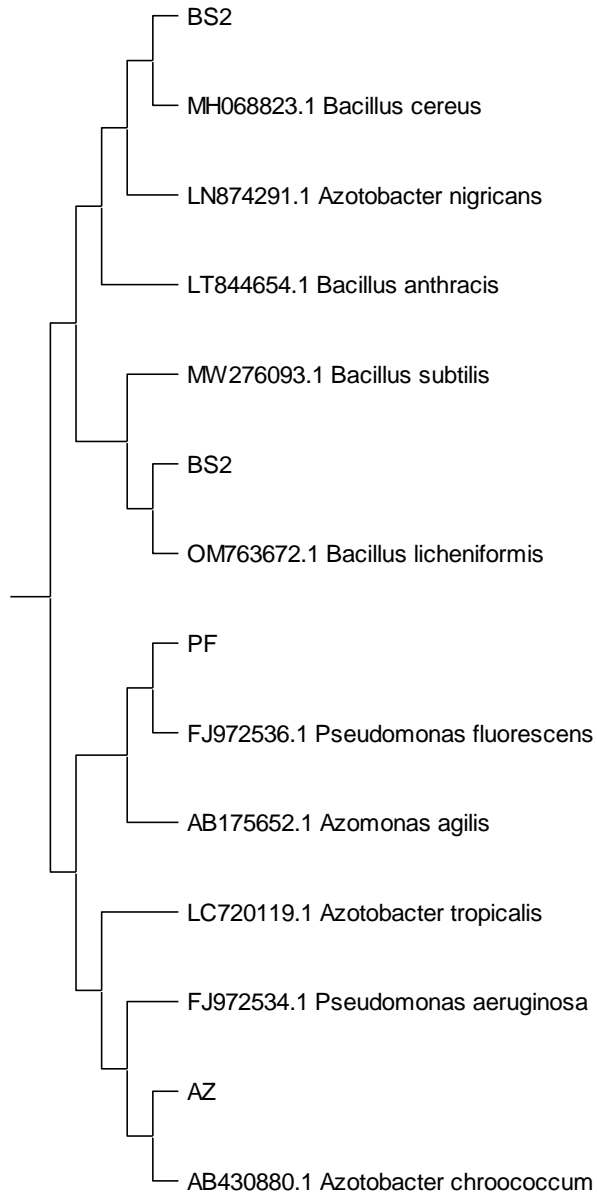 BS2
MH068823.1 Bacillus cereus
LN874291.1 Azotobacter nigricans
LT844654.1 Bacillus anthracis
MW276093.1 Bacillus subtilis
BS2
OM763672.1 Bacillus licheniformis
PF
FJ972536.1 Pseudomonas fluorescens
AB175652.1 Azomonas agilis
LC720119.1 Azotobacter tropicalis
FJ972534.1 Pseudomonas aeruginosa
AZ
AB430880.1 Azotobacter chroococcum